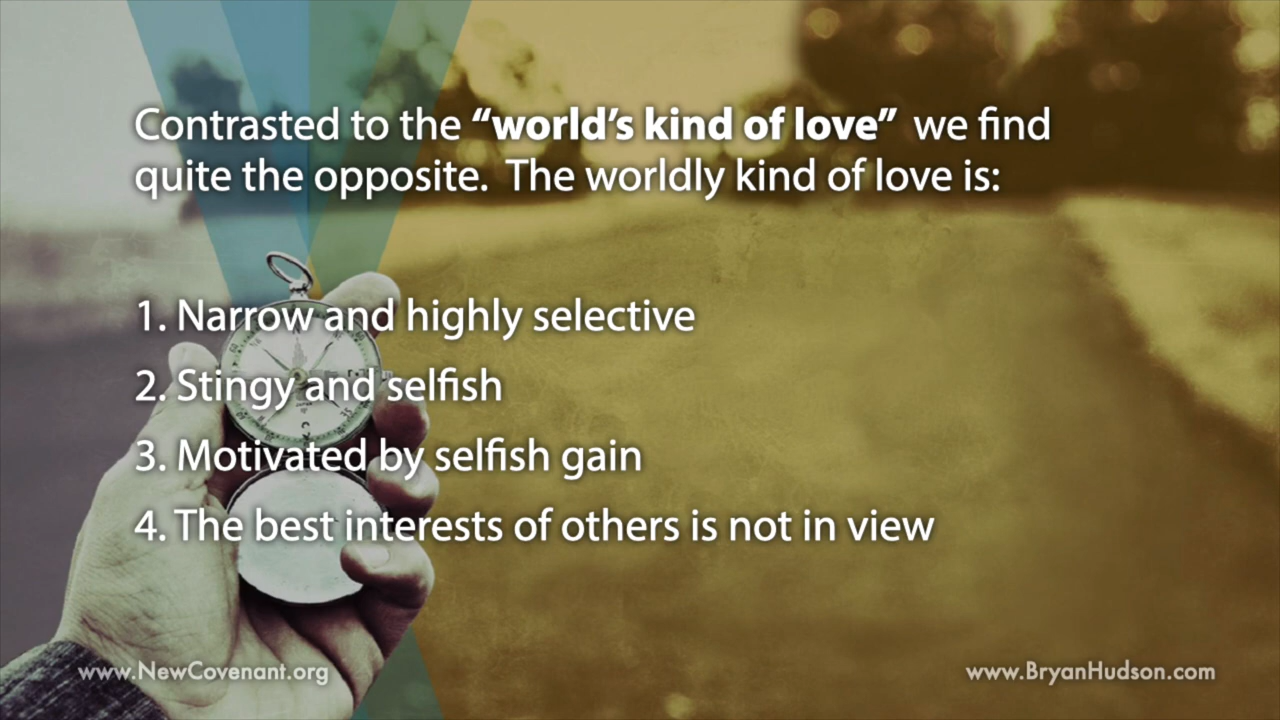 Contrasted to the “world’s kind of love”  we find
quite the opposite.  The worldly kind of love is:
1. Narrow and highly selective
2. Stingy and selfish
3. Motivated by selfish gain
4. The best interests of others is not in view
www.NewCovenant.org
www.BryanHudson.com